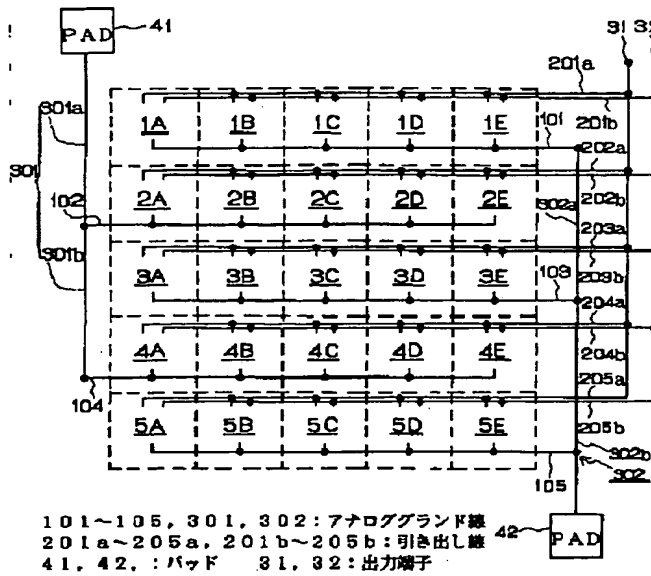 PAD 41
31, 32
301a
201a
1A 1B 1C 1D 1E 101
201b
301
202a
102
2A 2B 2C 2D 2E 302a
202b
203a
301b
3A 3B 3C 3D 3E 103
203b
204a
4A 4B 4C 4D 4E
204b
104
205a
5A 5B 5C 5D 5E
205b
302b
302
105
101～105, 301, 302：アナロググランド線
201a～205a, 201b～205b：引き出し線
41, 42, ：パッド 31, 32：出力端子
42 PAD